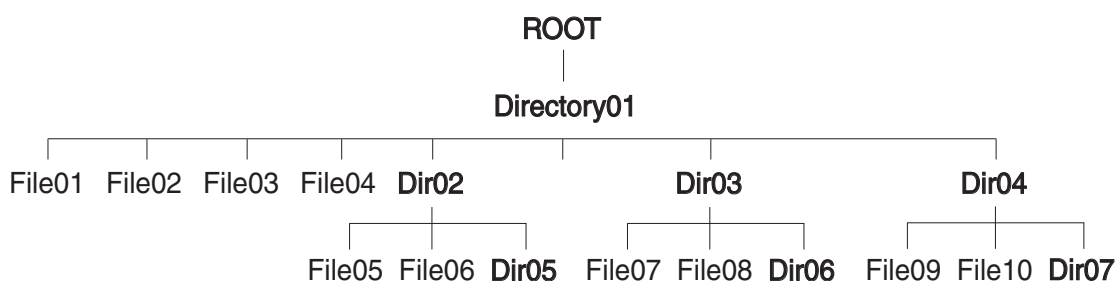 ROOT
Directory01
File01 File02 File03 File04 Dir02 Dir03 Dir04
File05 File06 Dir05 File07 File08 Dir06 File09 File10 Dir07